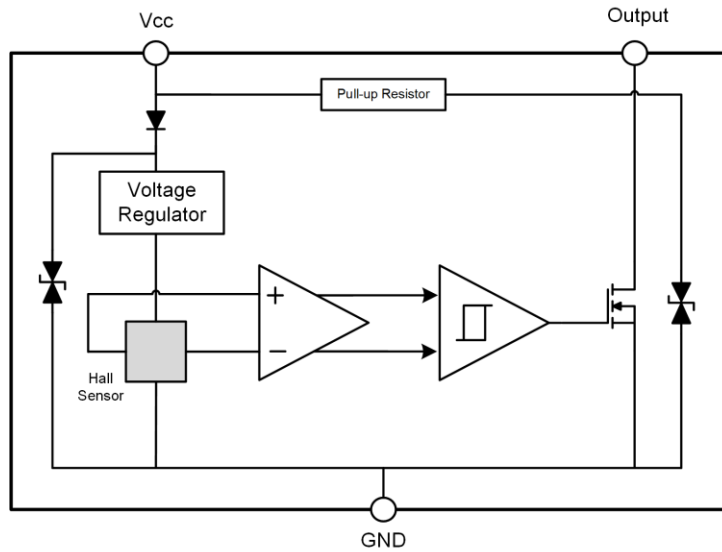 Vcc
Output
Pull-up Resistor
Voltage
Regulator
+
−
Hall
Sensor
GND